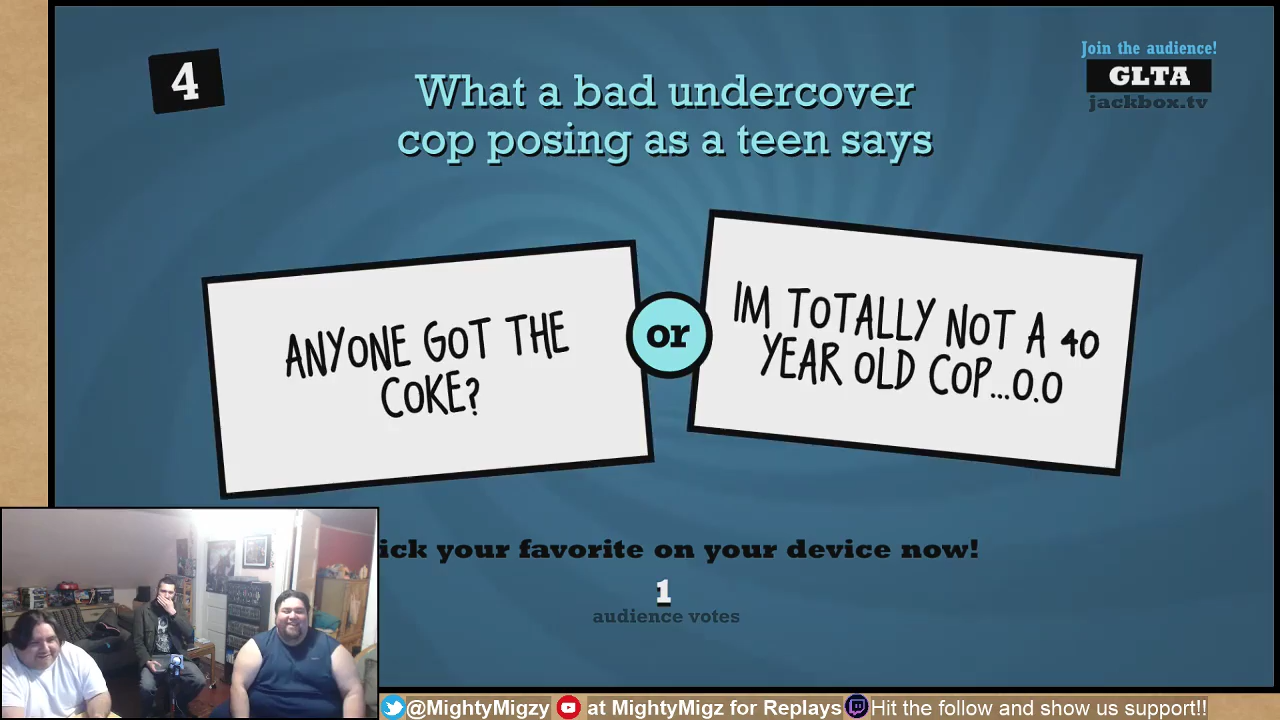 4
What a bad undercover
cop posing as a teen says
Join the audience!
GLTA
jackbox.tv
ANYONE GOT THE
COKE?
or
IM TOTALLY NOT A 40
YEAR OLD COP...O.O
ick your favorite on your device now!
1
audience votes
@MightyMigzy at MightyMigz for Replays Hit the follow and show us support!!